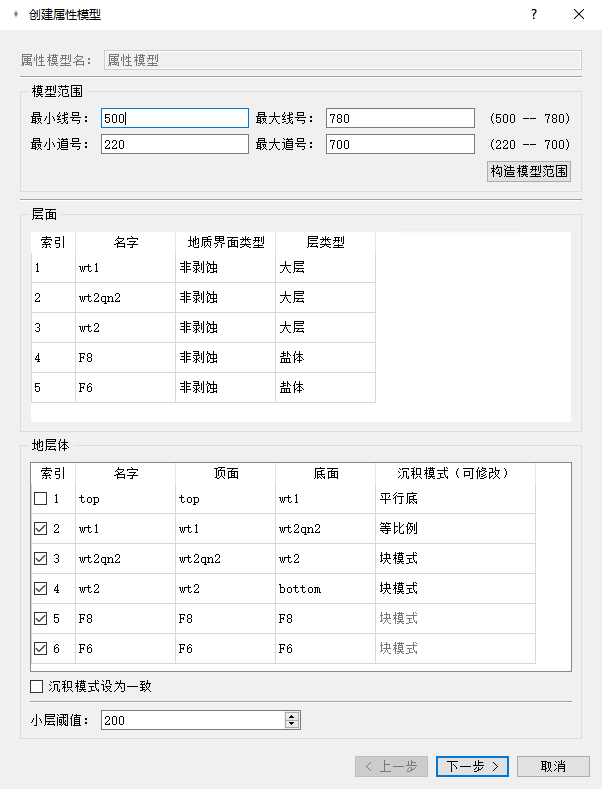 创建属性模型
属性模型名: 属性模型
模型范围
最小线号: 500 最大线号: 780 (500 -- 780)
最小道号: 220 最大道号: 700 (220 -- 700)
构造模型范围
层面
索引 名字 地质界面类型 层类型
1 wt1 非剥蚀 大层
2 wt2qn2 非剥蚀 大层
3 wt2 非剥蚀 大层
4 F8 非剥蚀 盐体
5 F6 非剥蚀 盐体
地层体
索引 名字 顶面 底面 沉积模式（可修改）
1 top top wt1 平行底
2 wt1 wt1 wt2qn2 等比例
3 wt2qn2 wt2qn2 wt2 块模式
4 wt2 wt2 bottom 块模式
5 F8 F8 F8 块模式
6 F6 F6 F6 块模式
沉积模式设为一致
小层阈值: 200
< 上一步 下一步 > 取消